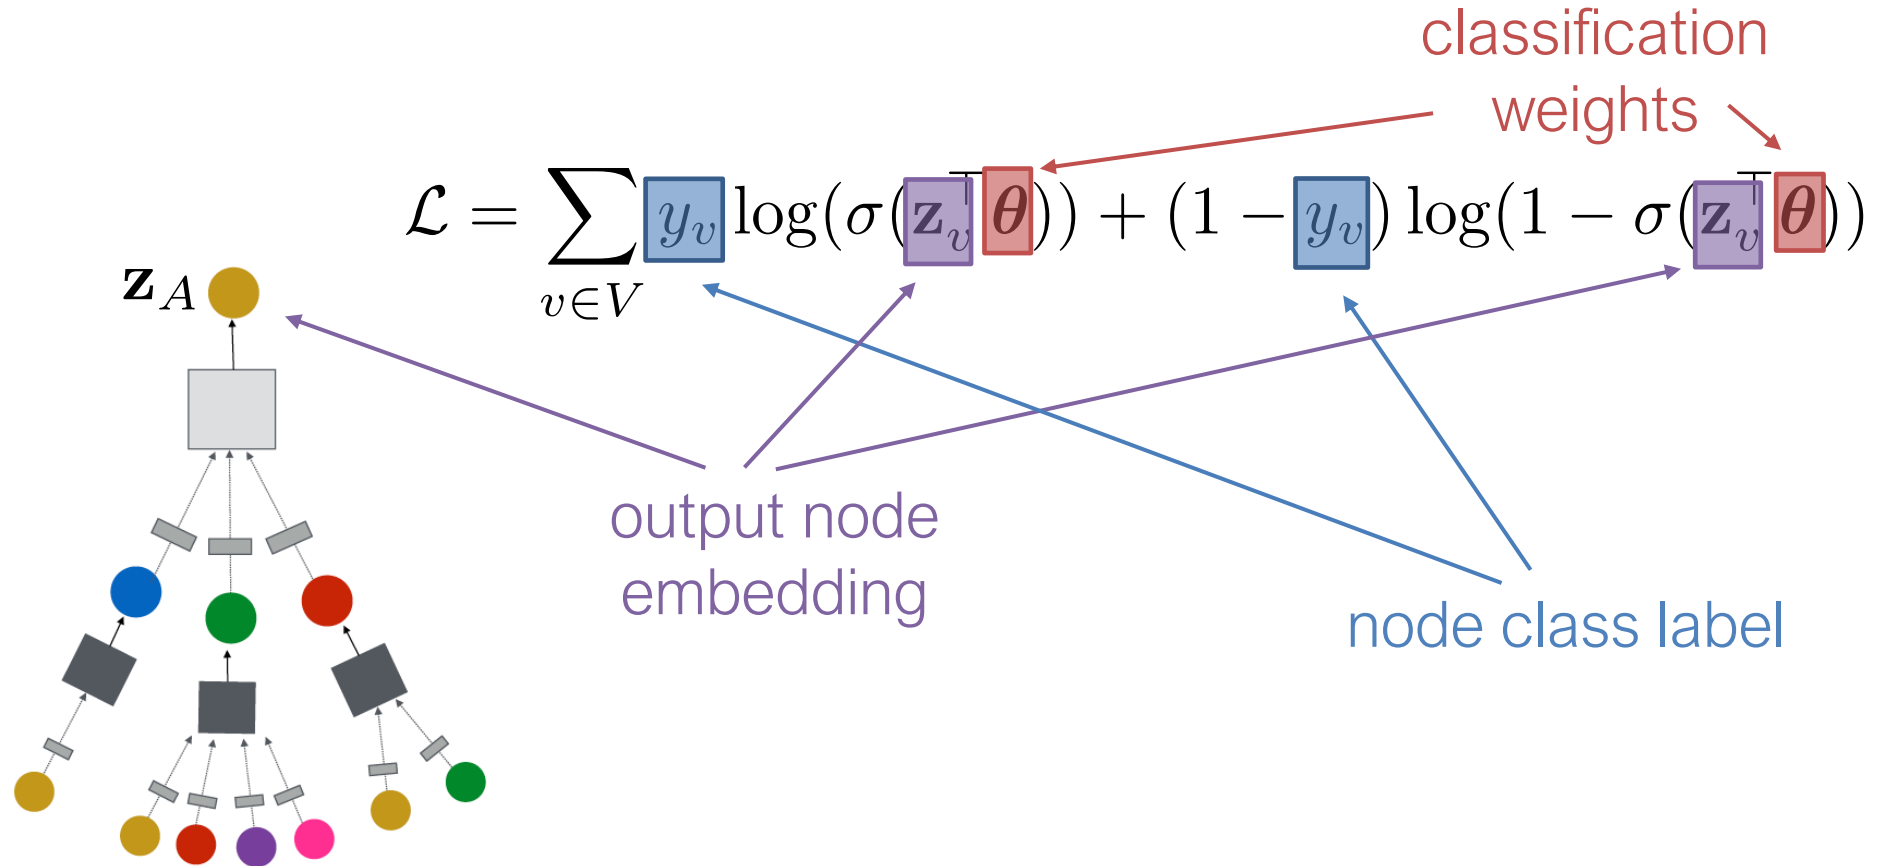 classification
weights
ℒ = ∑ y_v log(σ(𝐳_v^⊤ 𝜽)) + (1 − y_v) log(1 − σ(𝐳_v^⊤ 𝜽))
v∈V
𝐳_A
output node
embedding
node class label